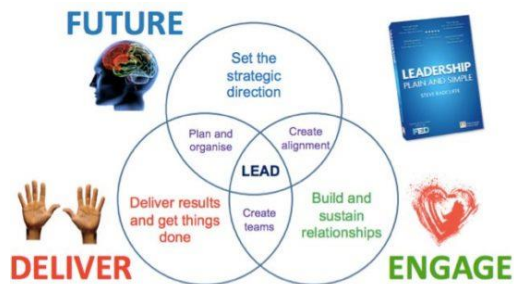 FUTURE
Set the
strategic
direction
LEADERSHIP
PLAIN AND SIMPLE
STEVE RADCLIFFE
Plan and
organise
Create
alignment
LEAD
Deliver results
and get things
done
Create
teams
Build and
sustain
relationships
DELIVER
ENGAGE